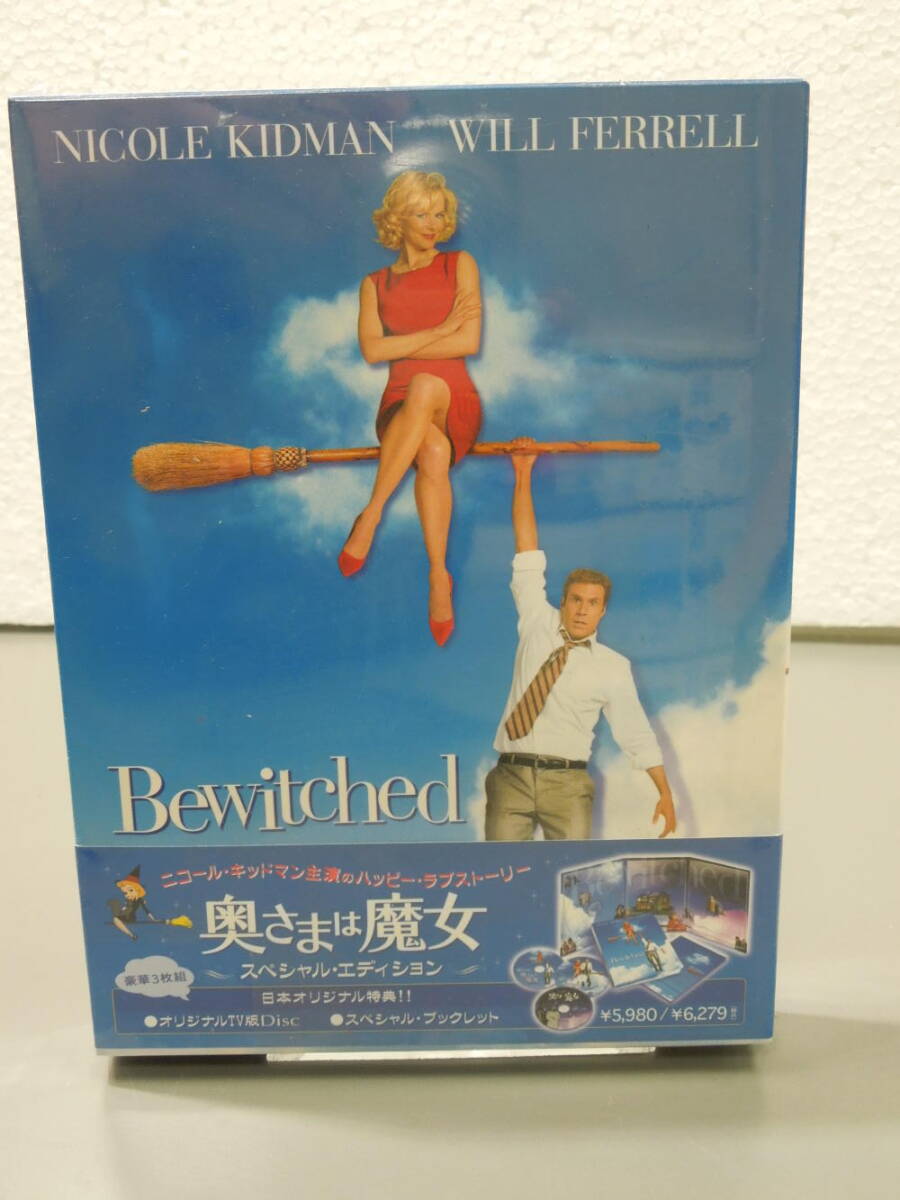 NICOLE KIDMAN WILL FERRELL
Bewitched
ニコール・キッドマン主演のハッピー・ラブストーリー
奥さまは魔女
スペシャル・エディション
豪華3枚組
日本オリジナル特典!!
●オリジナルTV版Disc ●スペシャル・ブックレット
¥5,980/¥6,279